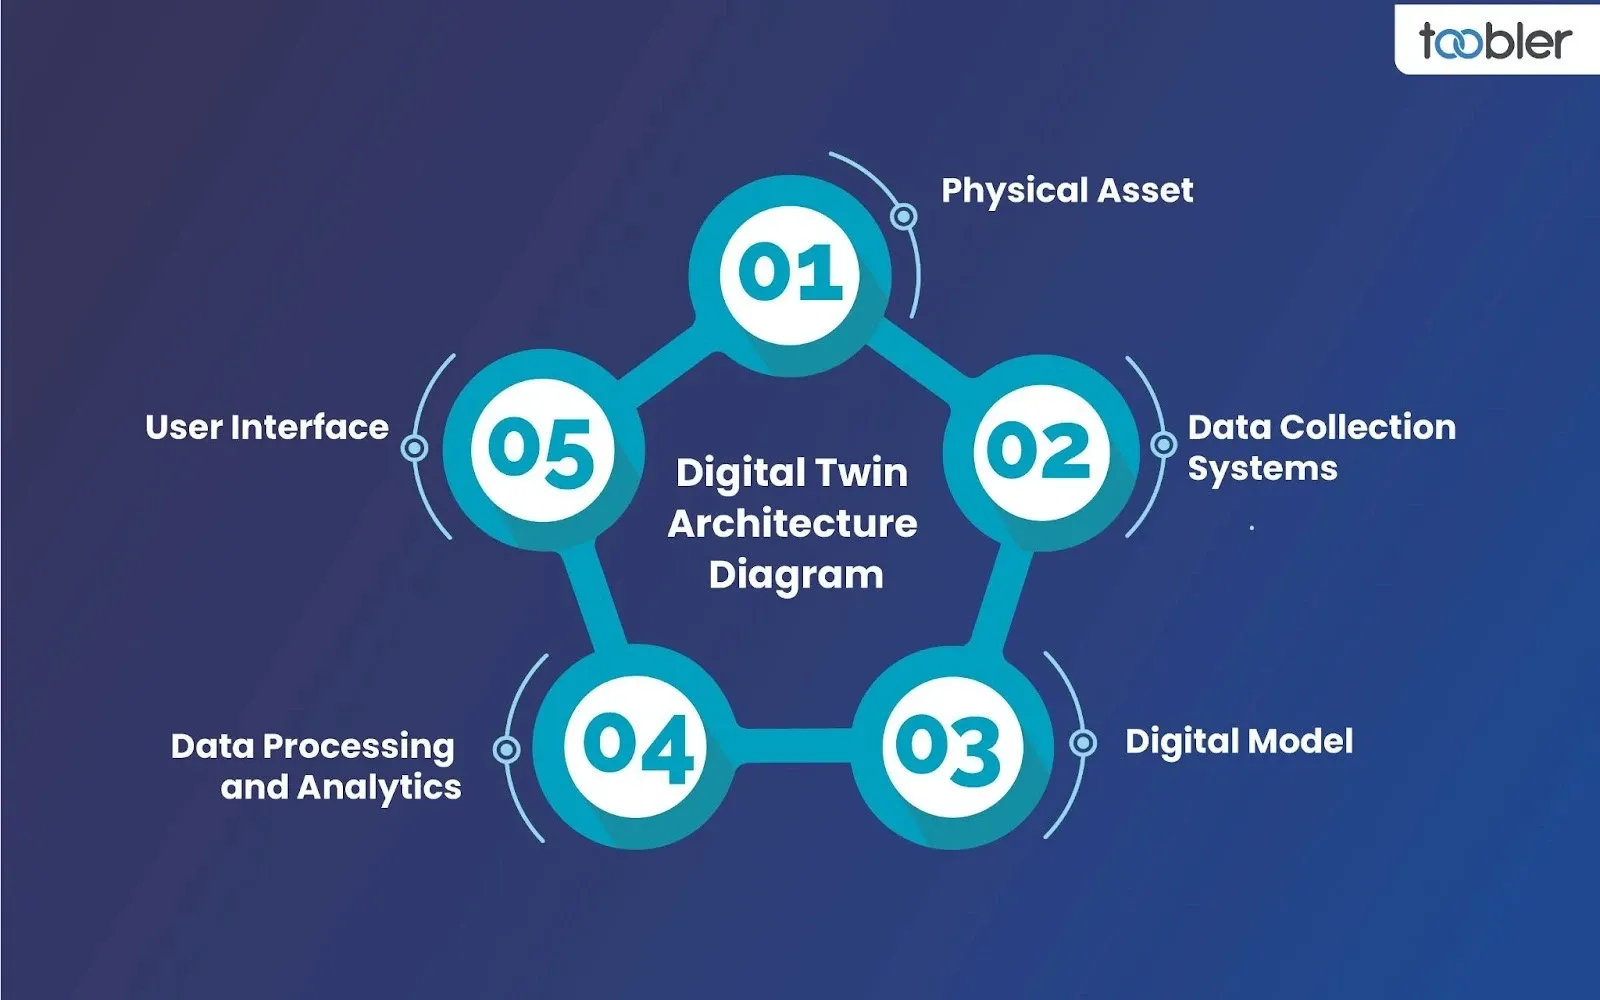 toobler
01
Physical Asset
02
Data Collection
Systems
03
Digital Model
04
Data Processing
and Analytics
05
User Interface
Digital Twin
Architecture
Diagram